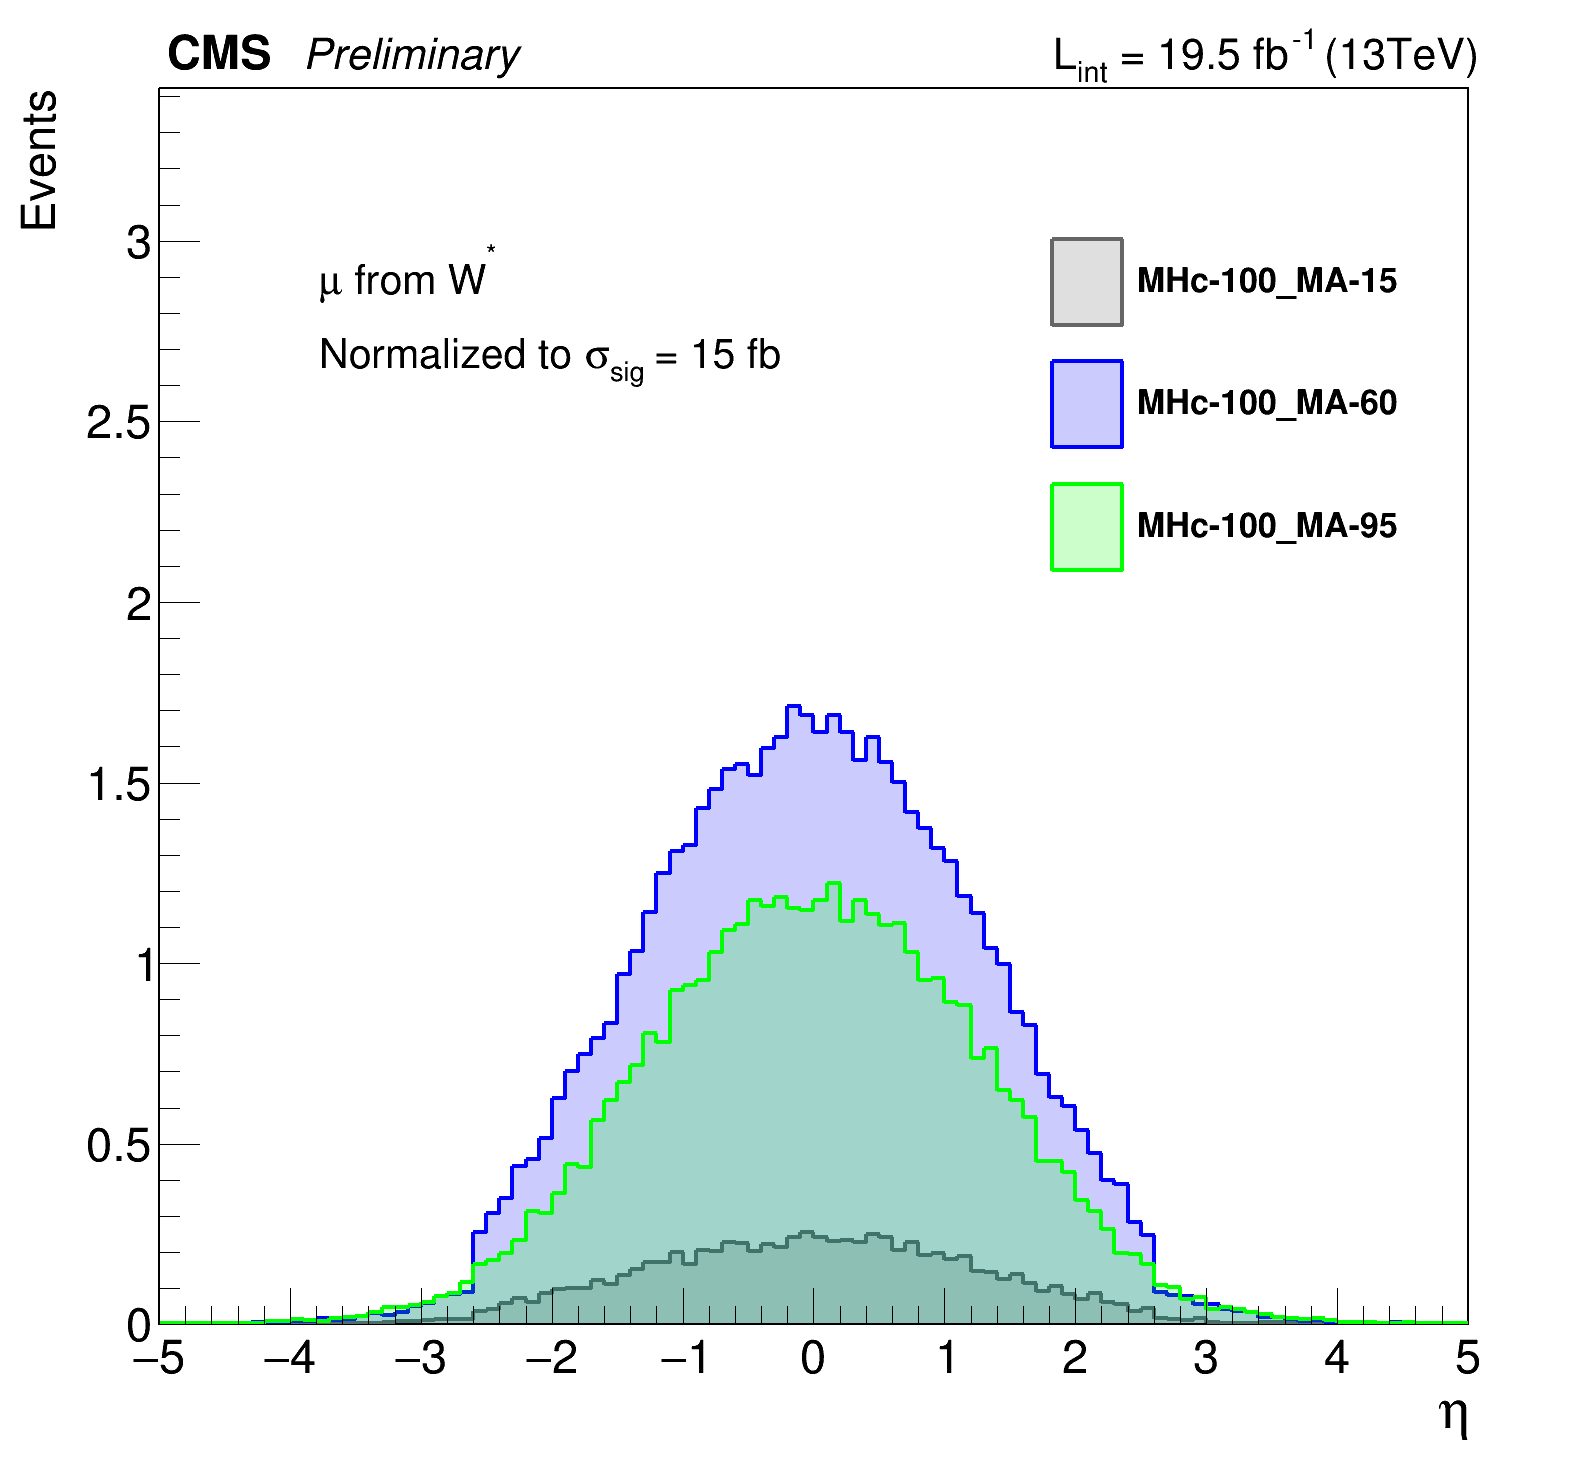 CMS Preliminary L_int = 19.5 fb^-1 (13TeV)
Events
3
2.5
2
1.5
1
0.5
0
μ from W^*
Normalized to σ_sig = 15 fb
MHc-100_MA-15
MHc-100_MA-60
MHc-100_MA-95
−5 −4 −3 −2 −1 0 1 2 3 4 5
η